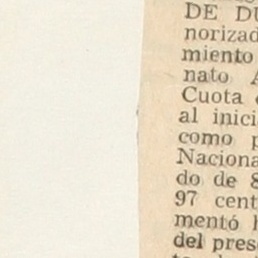 DE DU
norizad
miento
nato A
Cuota
al inici
como p
Naciona
do de 8
97 cent
mentó
del pres